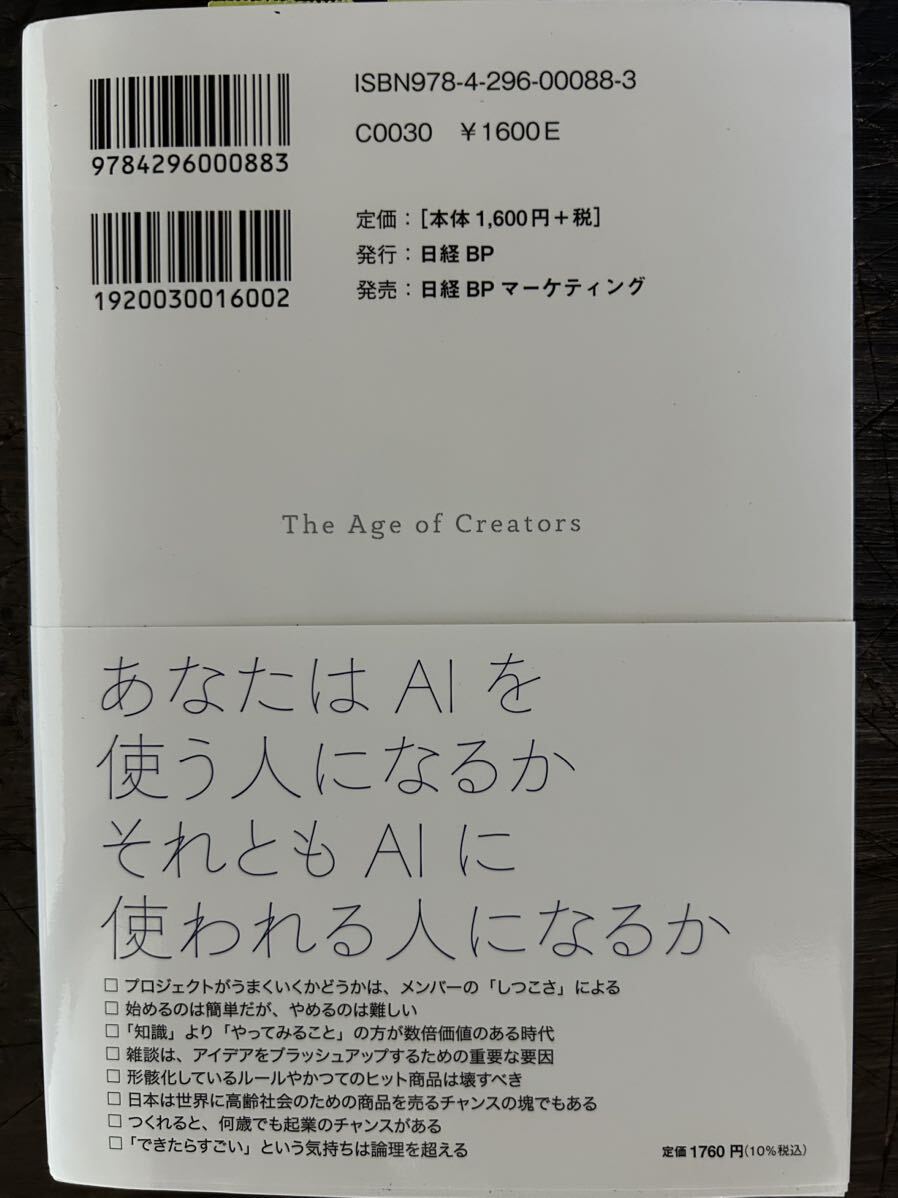 ISBN978-4-296-00088-3
C0030 ¥1600E
9784296000883
1920030016002
定価：［本体1,600円＋税］
発行：日経BP
発売：日経BPマーケティング
The Age of Creators
あなたは AI を
使う人になるか
それとも AI に
使われる人になるか
□ プロジェクトがうまくいくかどうかは、メンバーの「しつこさ」による
□ 始めるのは簡単だが、やめるのは難しい
□ 「知識」より「やってみること」の方が数倍価値のある時代
□ 雑談は、アイデアをブラッシュアップするための重要な要因
□ 形骸化しているルールやかつてのヒット商品は壊すべき
□ 日本は世界に高齢社会のための商品を売るチャンスの塊でもある
□ つくれると、何歳でも起業のチャンスがある
□ 「できたらすごい」という気持ちは論理を超える
定価 1760 円（10%税込）